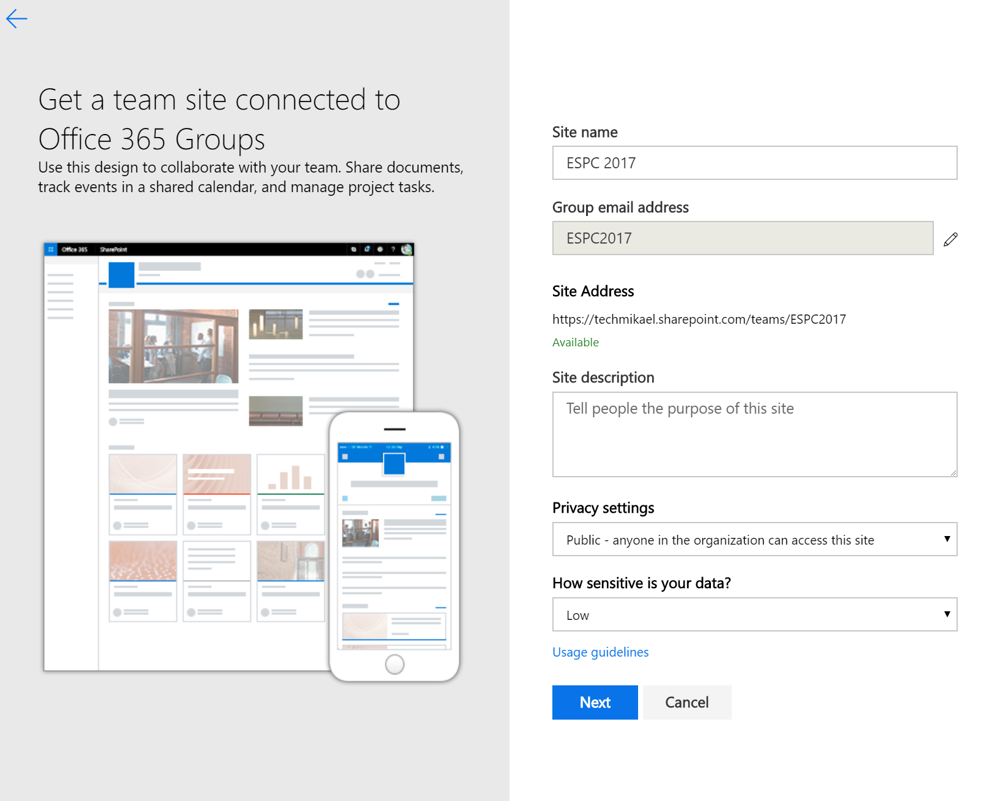 Get a team site connected to
Office 365 Groups
Use this design to collaborate with your team. Share documents,
track events in a shared calendar, and manage project tasks.
Office 365 SharePoint
Site name
ESPC 2017
Group email address
ESPC2017
Site Address
https://techmikael.sharepoint.com/teams/ESPC2017
Available
Site description
Tell people the purpose of this site
Privacy settings
Public - anyone in the organization can access this site
How sensitive is your data?
Low
Usage guidelines
Next Cancel